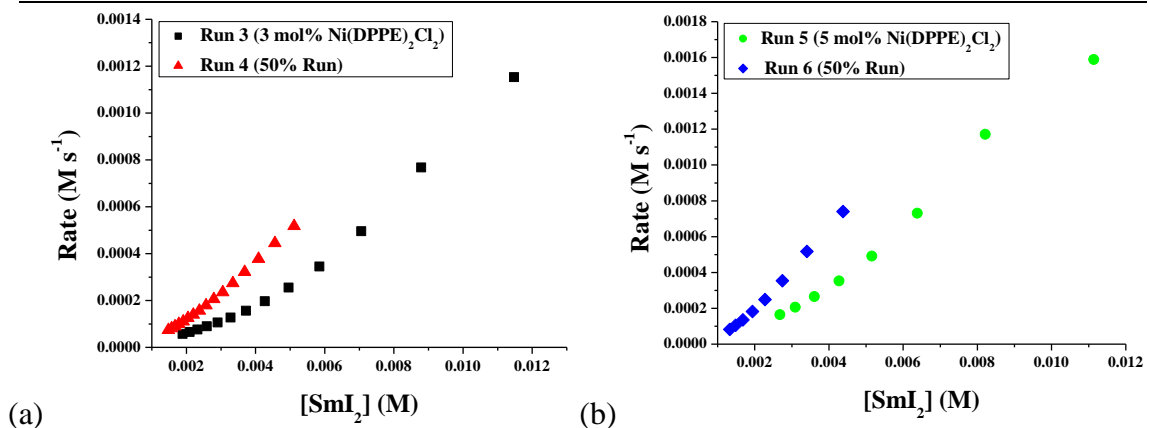 Run 3 (3 mol% Ni(DPPE)₂Cl₂)
Run 4 (50% Run)
Rate (M s⁻¹)
0.0014
0.0012
0.0010
0.0008
0.0006
0.0004
0.0002
0.0000
0.002 0.004 0.006 0.008 0.010 0.012
[SmI₂] (M)
(a)
Run 5 (5 mol% Ni(DPPE)₂Cl₂)
Run 6 (50% Run)
Rate (M s⁻¹)
0.0018
0.0016
0.0014
0.0012
0.0010
0.0008
0.0006
0.0004
0.0002
0.0000
0.002 0.004 0.006 0.008 0.010 0.012
[SmI₂] (M)
(b)